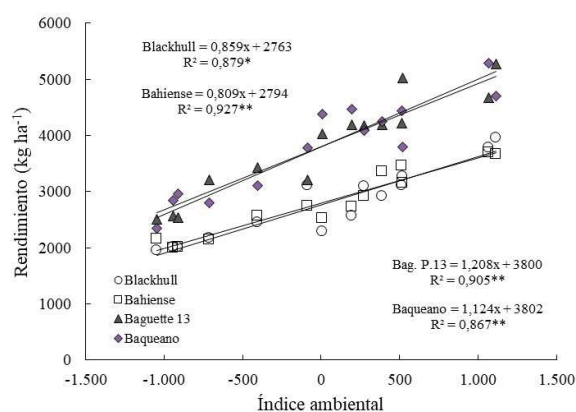 6000
5000
4000
3000
2000
1000
0
Rendimiento (kg ha⁻¹)
Blackhull = 0,859x + 2763
R² = 0,879*
Bahiense = 0,809x + 2794
R² = 0,927**
Blackhull
Bahiense
Baguette 13
Baqueano
Bag. P.13 = 1,208x + 3800
R² = 0,905**
Baqueano = 1,124x + 3802
R² = 0,867**
-1.500 -1.000 -500 0 500 1.000 1.500
Índice ambiental